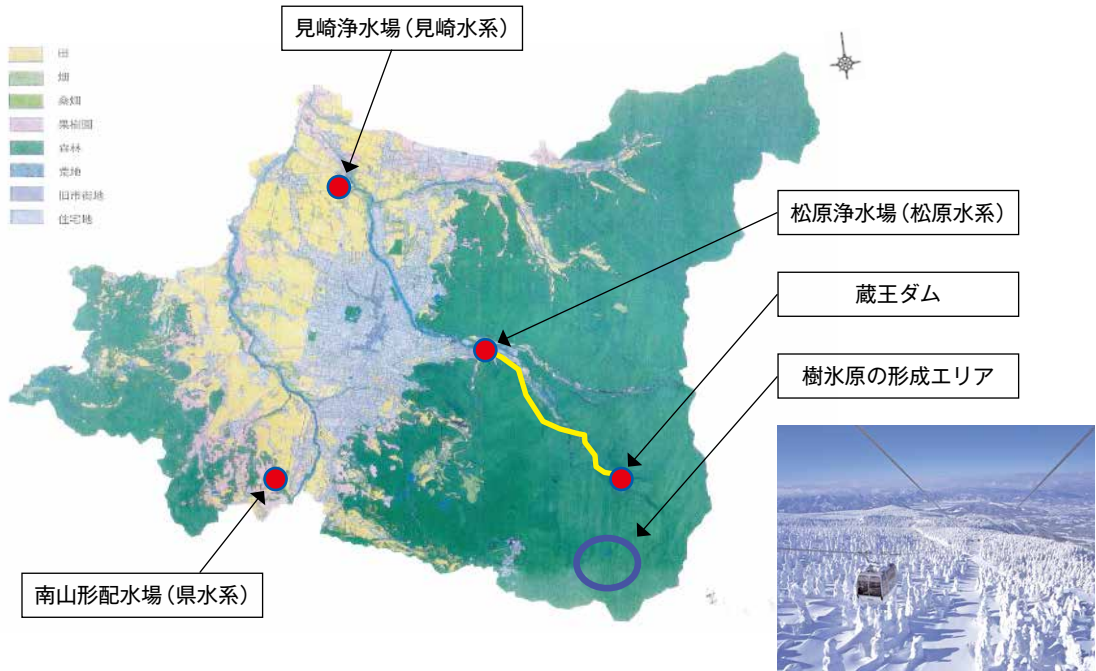 見崎浄水場(見崎水系)
田
畑
桑畑
果樹園
森林
荒地
旧市街地
住宅地
松原浄水場(松原水系)
蔵王ダム
樹氷原の形成エリア
南山形配水場(県水系)